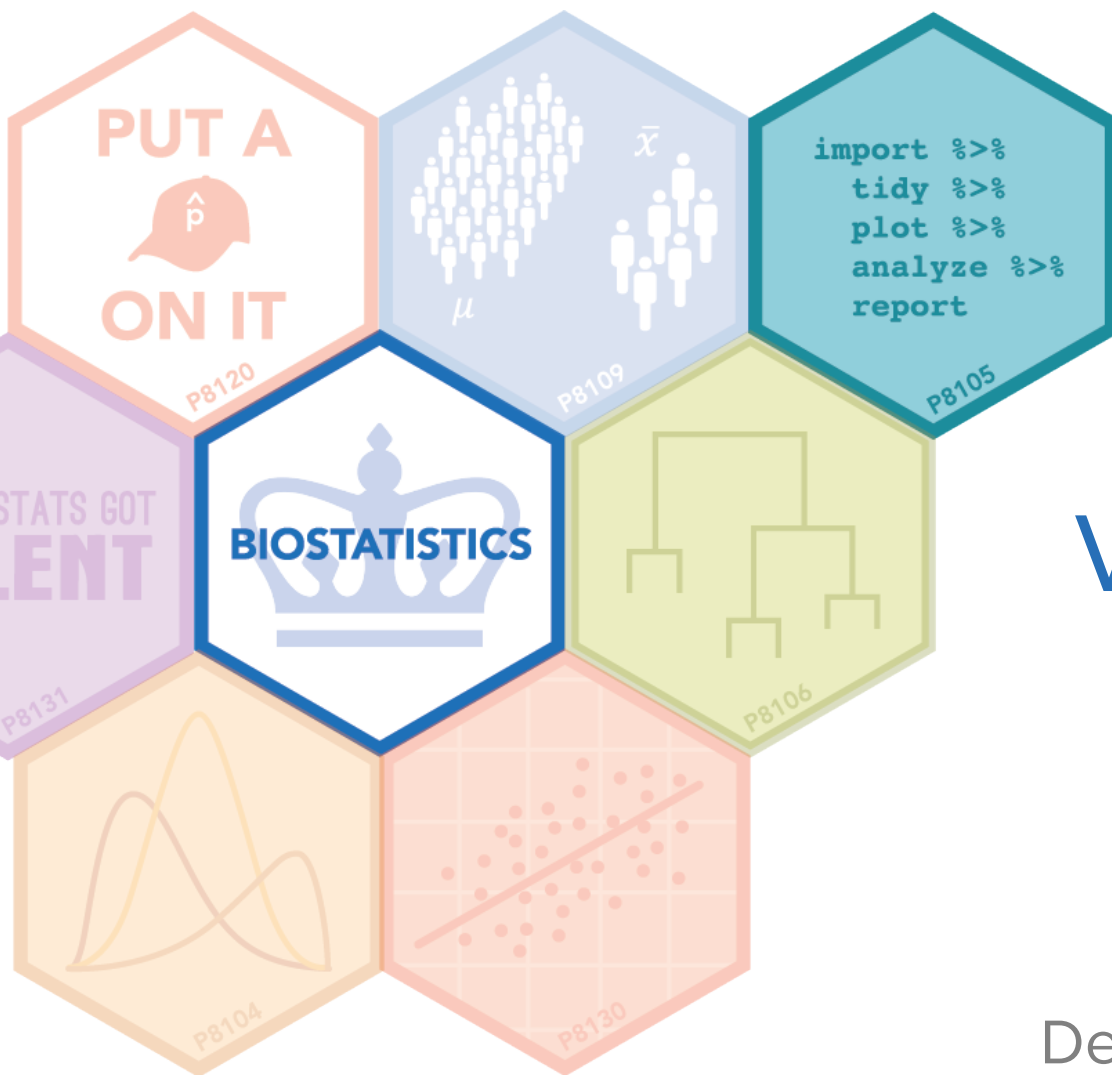 PUT A
p̂
ON IT
P8120
x̄
μ
P8109
import %>%
tidy %>%
plot %>%
analyze %>%
report
P8105
STATS GOT
LENT
P8131
BIOSTATISTICS
P8106
P8104
P8130
V
De